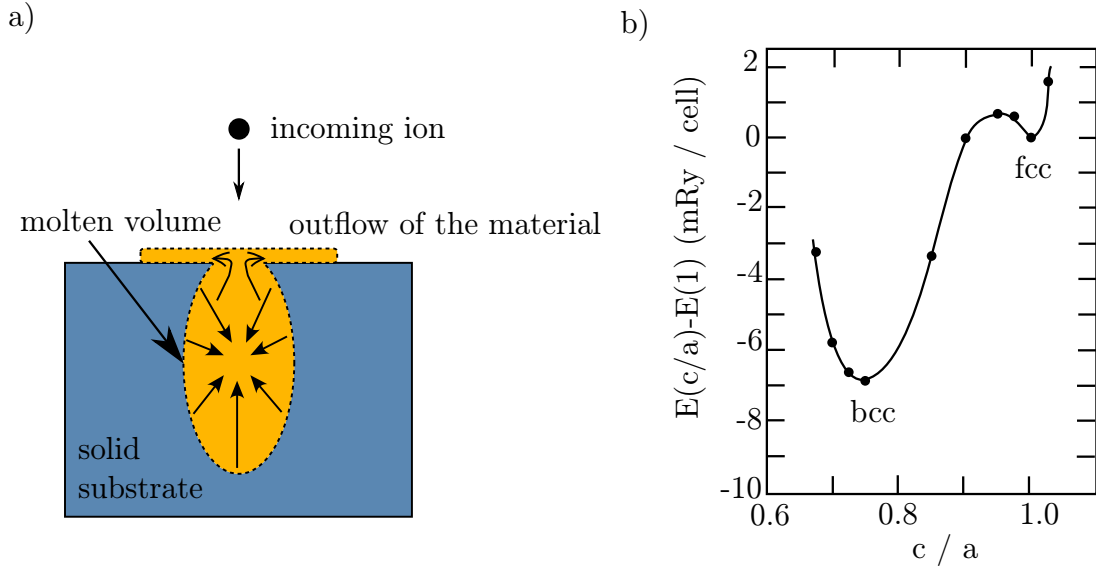 a)
incoming ion
molten volume
outflow of the material
solid
substrate
b)
E(c/a)-E(1) (mRy / cell)
2
0
-2
-4
-6
-8
-10
fcc
bcc
0.6
0.8
1.0
c / a